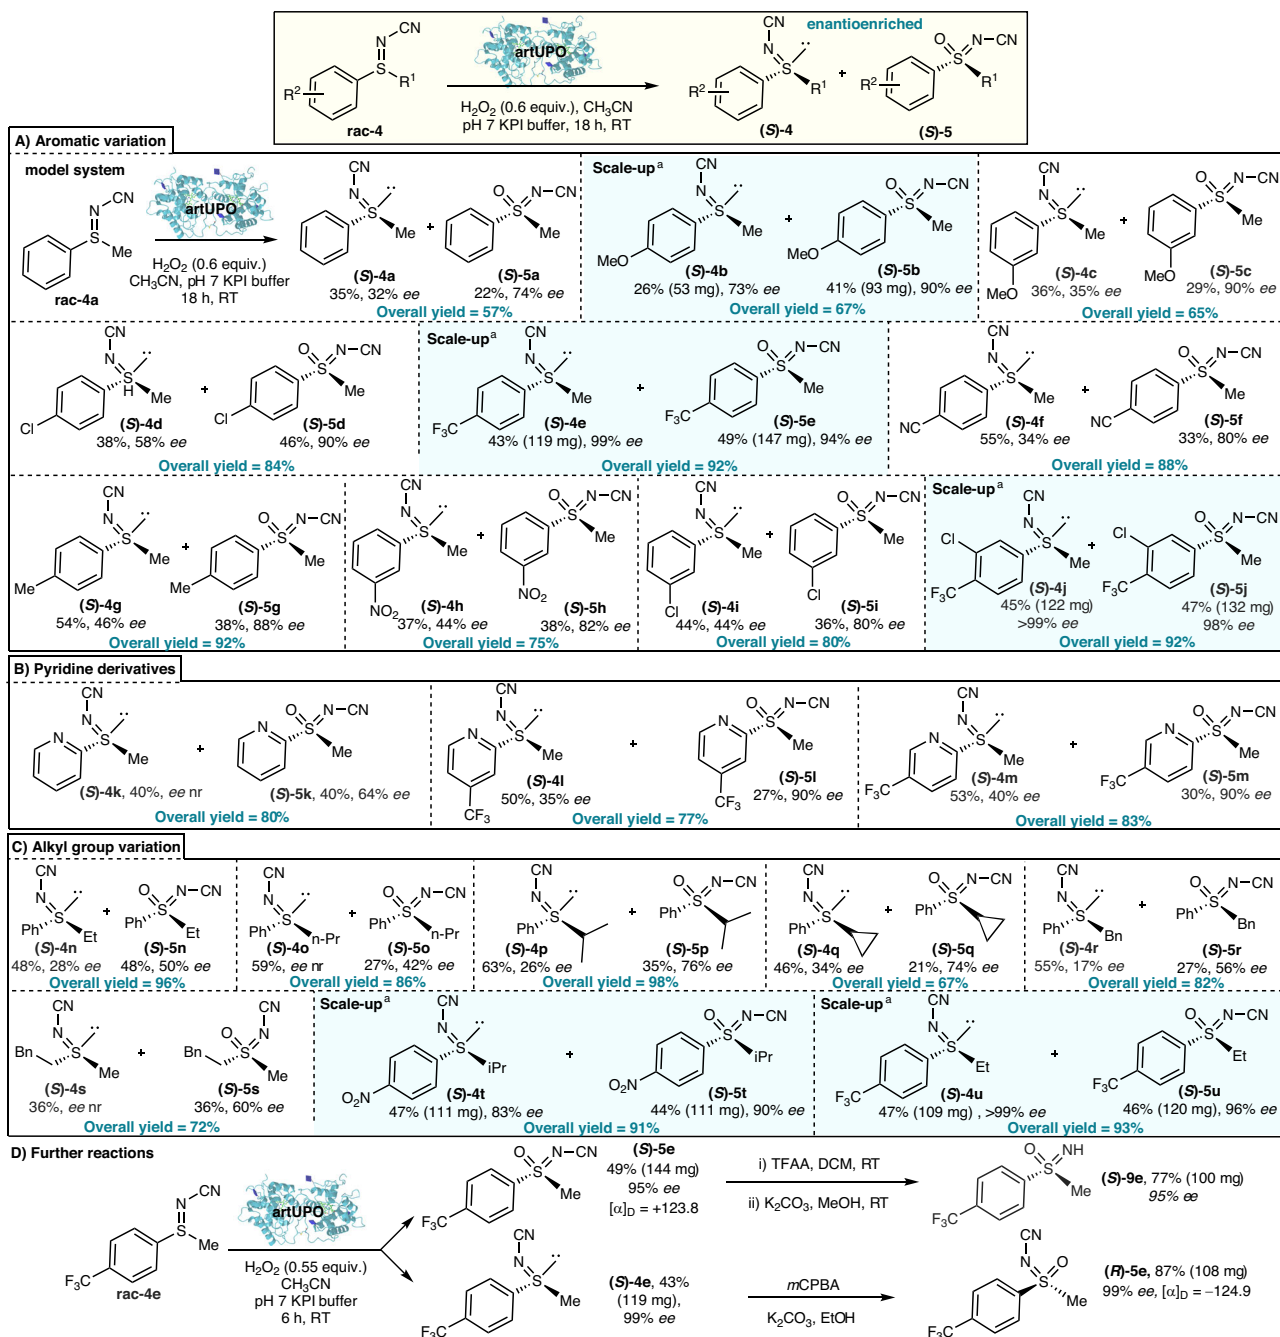 rac-4
artUPO
H₂O₂ (0.6 equiv.), CH₃CN
pH 7 KPI buffer, 18 h, RT
enantioenriched
(S)-4
+
(S)-5
A) Aromatic variation
model system
rac-4a
artUPO
H₂O₂ (0.6 equiv.)
CH₃CN, pH 7 KPI buffer
18 h, RT
(S)-4a
35%, 32% ee
+
(S)-5a
22%, 74% ee
Overall yield = 57%
Scale-up a
(S)-4b
26% (53 mg), 73% ee
+
(S)-5b
41% (93 mg), 90% ee
Overall yield = 67%
(S)-4c
36%, 35% ee
+
(S)-5c
29%, 90% ee
Overall yield = 65%
(S)-4d
38%, 58% ee
+
(S)-5d
46%, 90% ee
Overall yield = 84%
Scale-up a
(S)-4e
43% (119 mg), 99% ee
+
(S)-5e
49% (147 mg), 94% ee
Overall yield = 92%
(S)-4f
55%, 34% ee
+
(S)-5f
33%, 80% ee
Overall yield = 88%
(S)-4g
54%, 46% ee
+
(S)-5g
38%, 88% ee
Overall yield = 92%
(S)-4h
37%, 44% ee
+
(S)-5h
38%, 82% ee
Overall yield = 75%
(S)-4i
44%, 44% ee
+
(S)-5i
36%, 80% ee
Overall yield = 80%
Scale-up a
(S)-4j
45% (122 mg)
>99% ee
+
(S)-5j
47% (132 mg)
98% ee
Overall yield = 92%
B) Pyridine derivatives
(S)-4k, 40%, ee nr
+
(S)-5k, 40%, 64% ee
Overall yield = 80%
(S)-4l
50%, 35% ee
+
(S)-5l
27%, 90% ee
Overall yield = 77%
(S)-4m
53%, 40% ee
+
(S)-5m
30%, 90% ee
Overall yield = 83%
C) Alkyl group variation
(S)-4n
48%, 28% ee
+
(S)-5n
48%, 50% ee
Overall yield = 96%
(S)-4o
59%, ee nr
+
(S)-5o
27%, 42% ee
Overall yield = 86%
(S)-4p
63%, 26% ee
+
(S)-5p
35%, 76% ee
Overall yield = 98%
(S)-4q
46%, 34% ee
+
(S)-5q
21%, 74% ee
Overall yield = 67%
(S)-4r
55%, 17% ee
+
(S)-5r
27%, 56% ee
Overall yield = 82%
(S)-4s
36%, ee nr
+
(S)-5s
36%, 60% ee
Overall yield = 72%
Scale-up a
(S)-4t
47% (111 mg), 83% ee
+
(S)-5t
44% (111 mg), 90% ee
Overall yield = 91%
Scale-up a
(S)-4u
47% (109 mg) , >99% ee
+
(S)-5u
46% (120 mg), 96% ee
Overall yield = 93%
D) Further reactions
rac-4e
artUPO
H₂O₂ (0.55 equiv.)
CH₃CN
pH 7 KPI buffer
6 h, RT
(S)-5e
49% (144 mg)
95% ee
[α]D = +123.8
i) TFAA, DCM, RT
ii) K₂CO₃, MeOH, RT
(S)-9e, 77% (100 mg)
95% ee
(S)-4e, 43%
(119 mg),
99% ee
mCPBA
K₂CO₃, EtOH
(R)-5e, 87% (108 mg)
99% ee, [α]D = −124.9